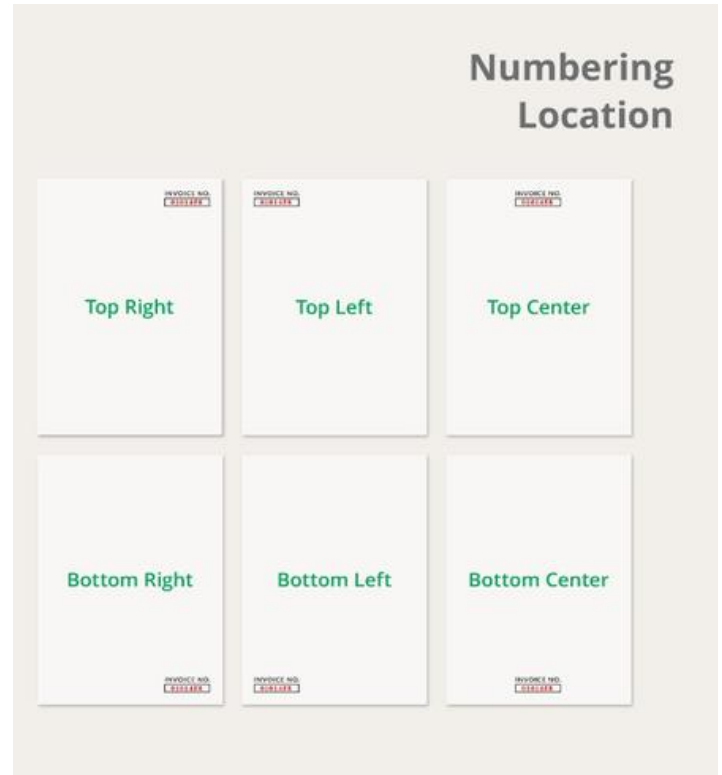 Numbering
Location
INVOICE NO.
INVOICE NO.
INVOICE NO.
Top Right
Top Left
Top Center
Bottom Right
Bottom Left
Bottom Center
INVOICE NO.
INVOICE NO.
INVOICE NO.